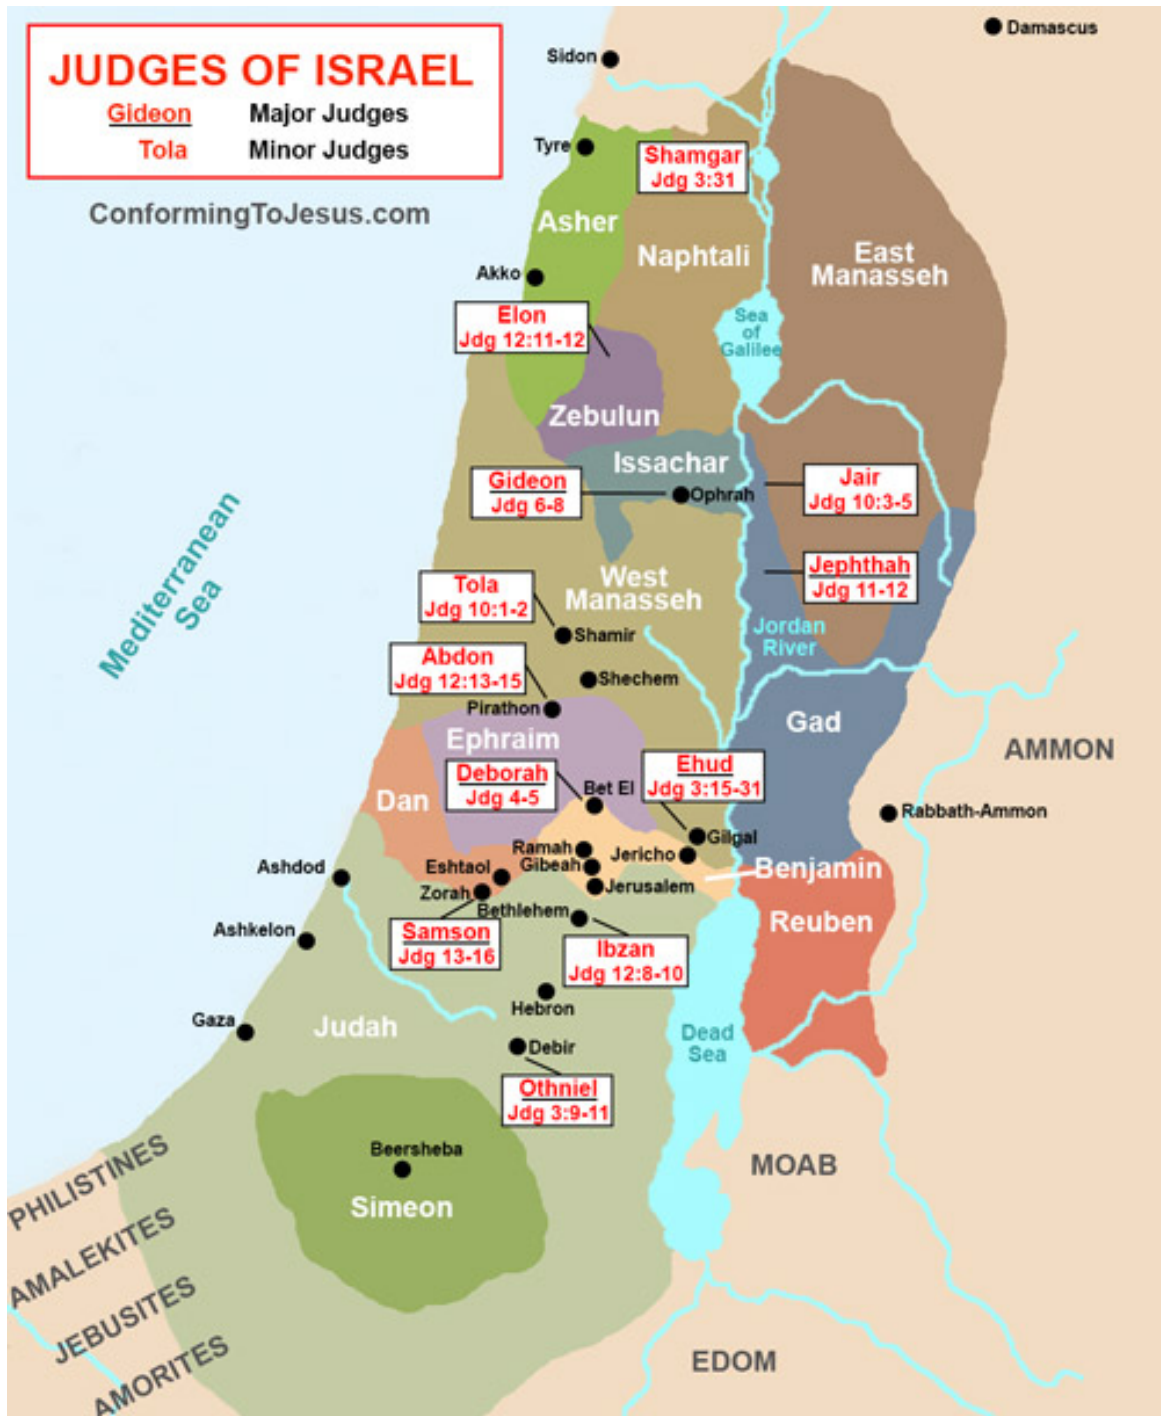 JUDGES OF ISRAEL
Gideon Major Judges
Tola Minor Judges
ConformingToJesus.com
Damascus
Sidon
Tyre
Shamgar
Jdg 3:31
Asher
Naphtali
East
Manasseh
Akko
Elon
Jdg 12:11-12
Sea
of
Galilee
Zebulun
Issachar
Gideon
Jdg 6-8
Ophrah
Jair
Jdg 10:3-5
Mediterranean
Sea
West
Manasseh
Jephthah
Jdg 11-12
Tola
Jdg 10:1-2
Shamir
Jordan
River
Abdon
Jdg 12:13-15
Shechem
Pirathon
Ephraim
Gad
AMMON
Deborah
Jdg 4-5
Bet El
Ehud
Jdg 3:15-31
Dan
Rabbath-Ammon
Gilgal
Ramah
Jericho
Gibeah
Benjamin
Ashdod
Eshtaol
Jerusalem
Zorah
Bethlehem
Reuben
Ashkelon
Samson
Jdg 13-16
Ibzan
Jdg 12:8-10
Hebron
Gaza
Judah
Dead
Sea
Debir
Othniel
Jdg 3:9-11
Beersheba
Simeon
MOAB
PHILISTINES
AMALEKITES
JEBUSITES
AMORITES
EDOM